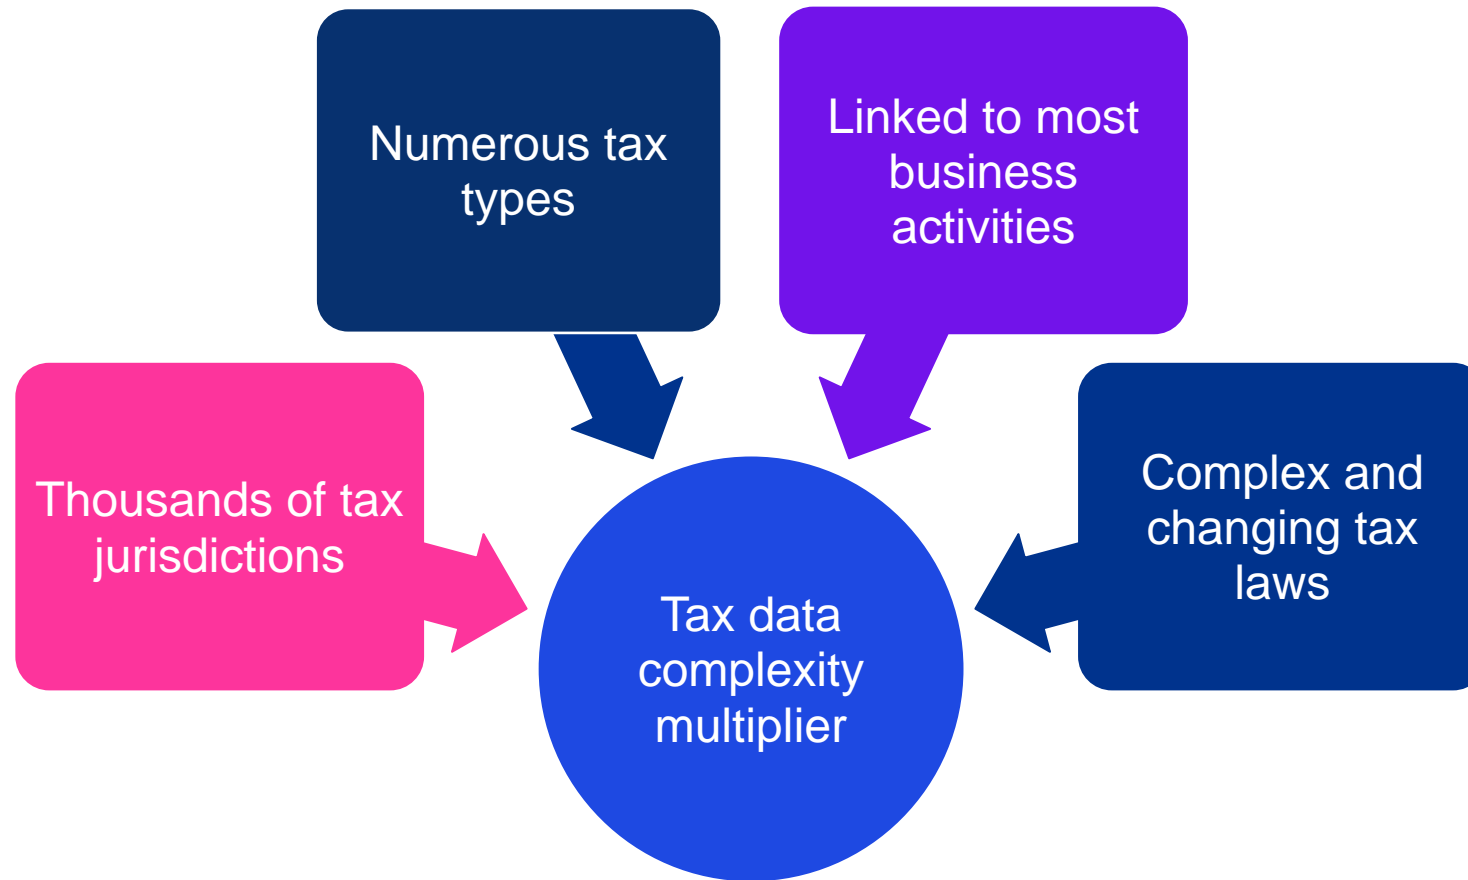 Numerous tax
types
Linked to most
business
activities
Thousands of tax
jurisdictions
Complex and
changing tax
laws
Tax data
complexity
multiplier